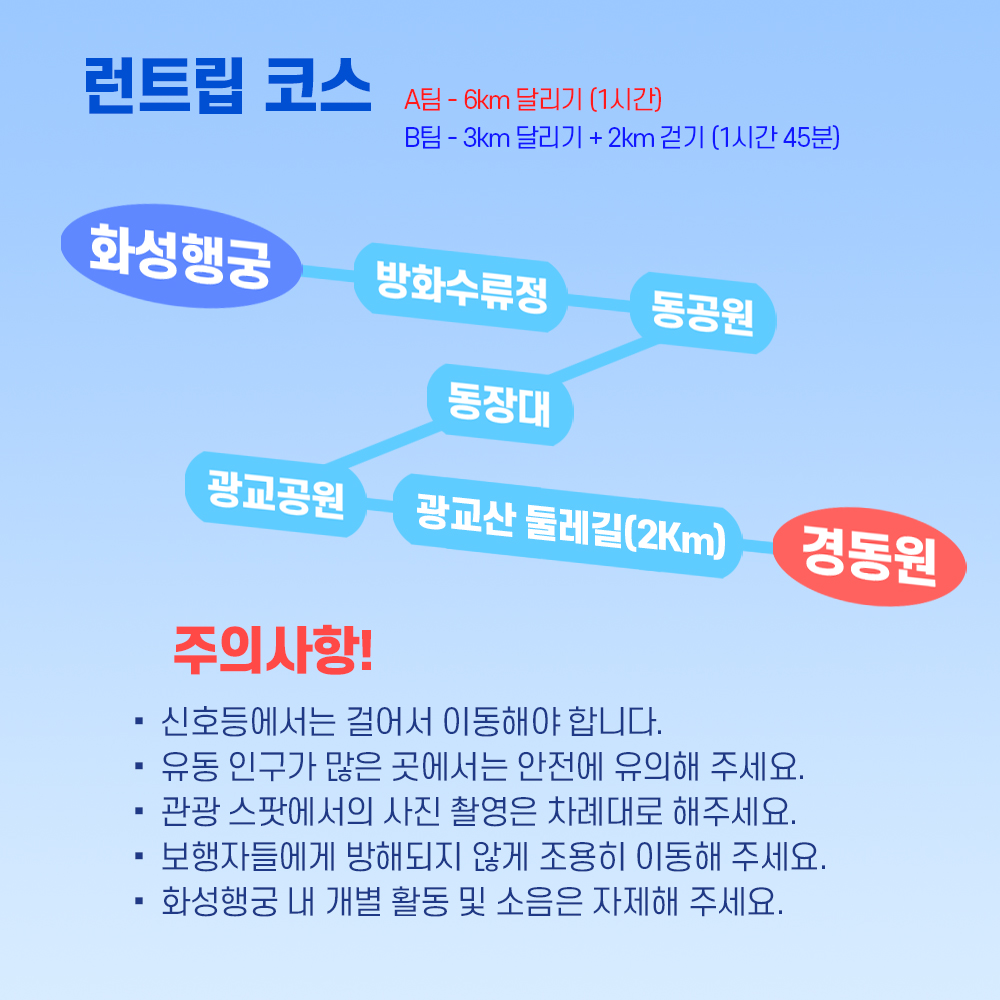 런트립 코스
A팀 - 6km 달리기 (1시간)
B팀 - 3km 달리기 + 2km 걷기 (1시간 45분)
화성행궁
방화수류정
동공원
동장대
광교공원
광교산 둘레길(2Km)
경동원
주의사항!
▪ 신호등에서는 걸어서 이동해야 합니다.
▪ 유동 인구가 많은 곳에서는 안전에 유의해 주세요.
▪ 관광 스팟에서의 사진 촬영은 차례대로 해주세요.
▪ 보행자들에게 방해되지 않게 조용히 이동해 주세요.
▪ 화성행궁 내 개별 활동 및 소음은 자제해 주세요.